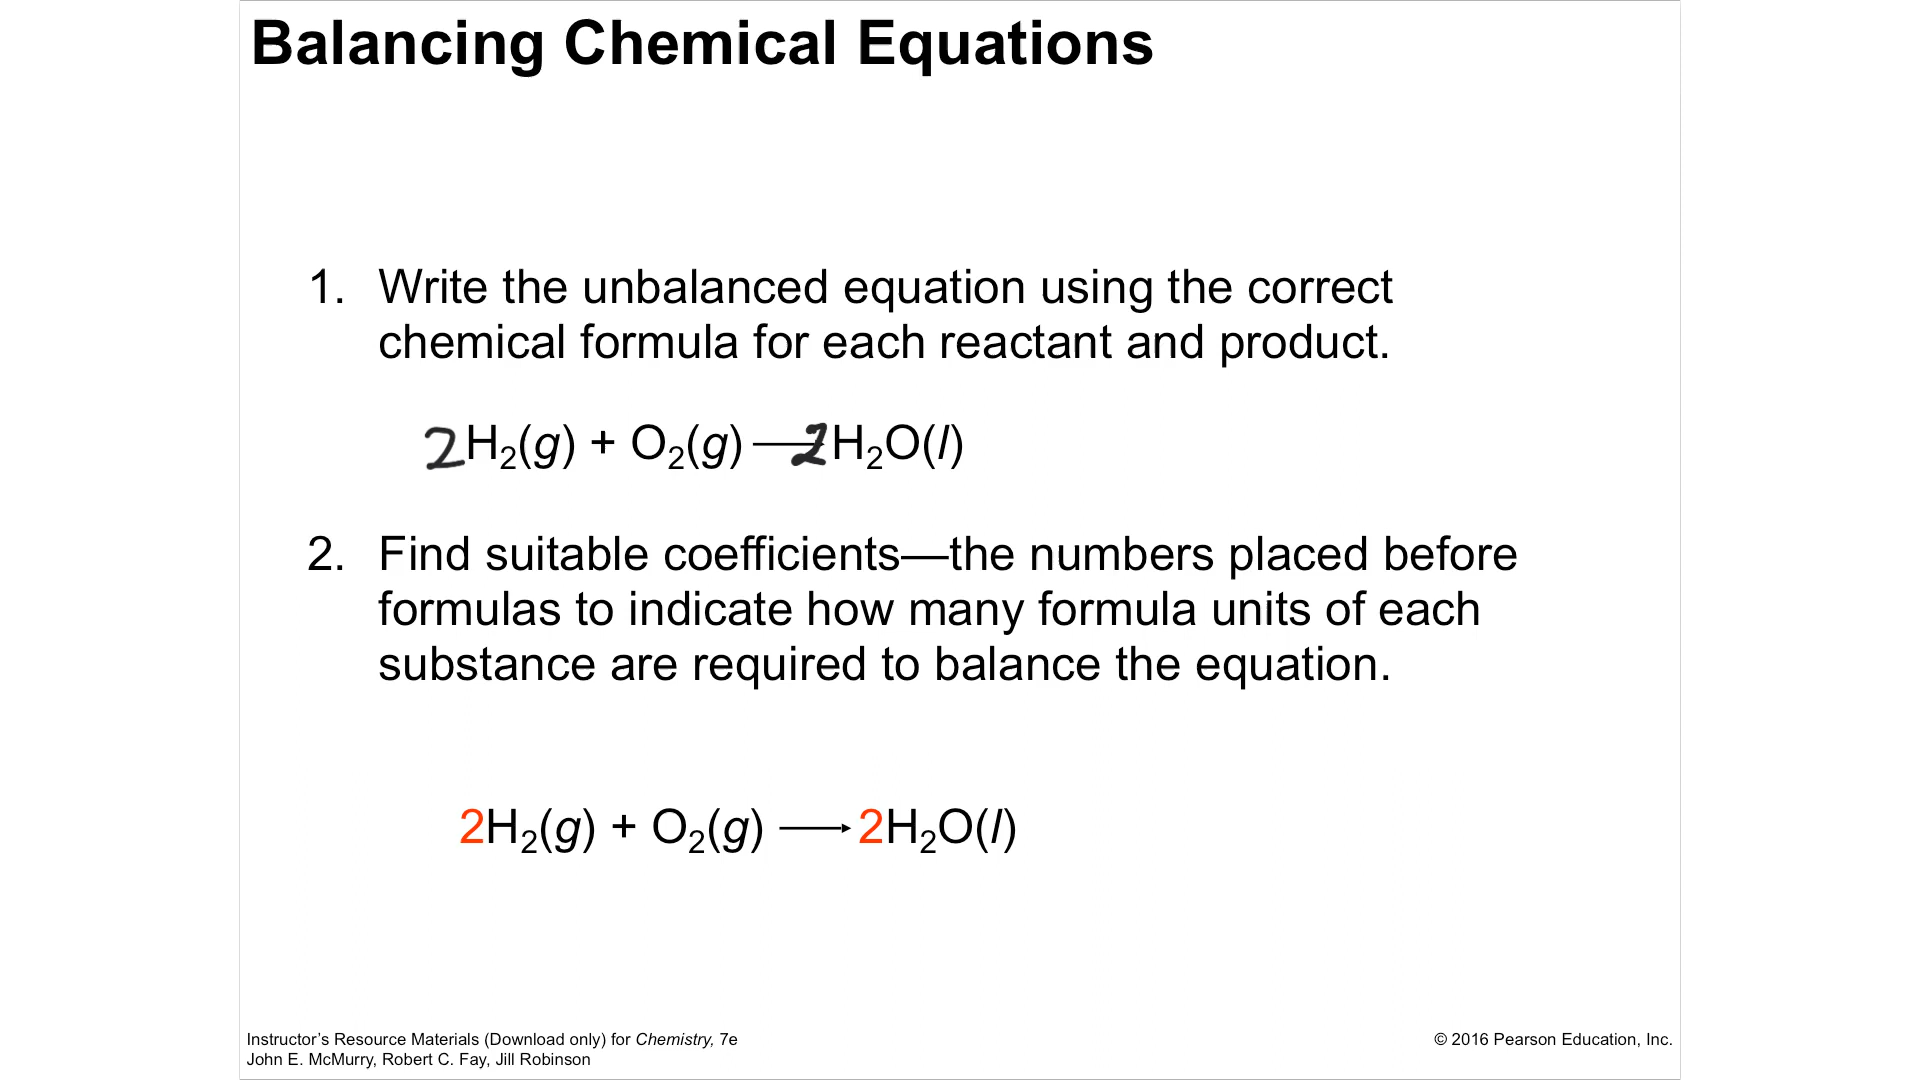 Balancing Chemical Equations
1. Write the unbalanced equation using the correct
chemical formula for each reactant and product.
2H₂(g) + O₂(g) ⟶ 2H₂O(l)
2. Find suitable coefficients—the numbers placed before
formulas to indicate how many formula units of each
substance are required to balance the equation.
2H₂(g) + O₂(g) ⟶ 2H₂O(l)
Instructor’s Resource Materials (Download only) for Chemistry, 7e
John E. McMurry, Robert C. Fay, Jill Robinson
© 2016 Pearson Education, Inc.